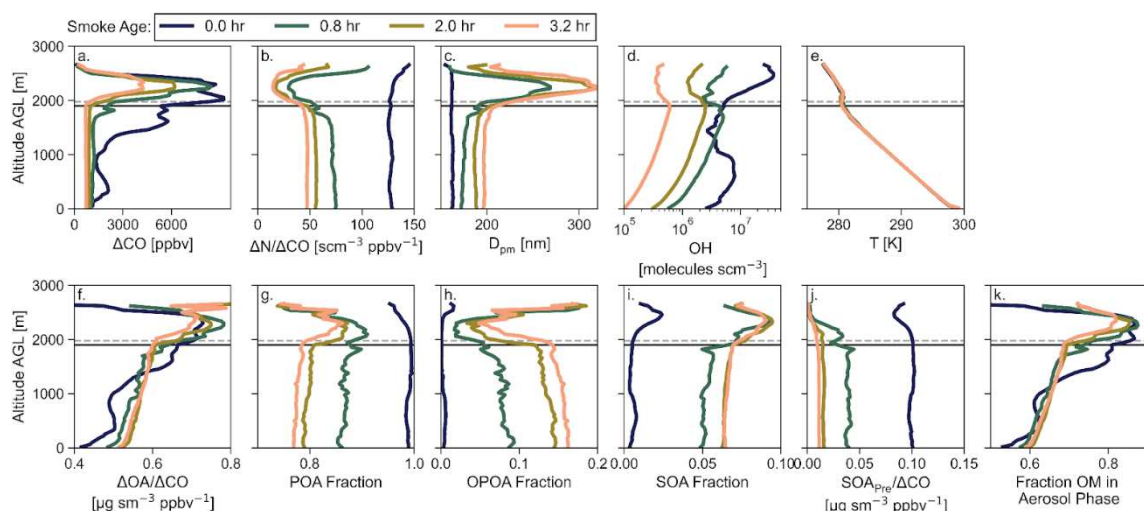 Smoke Age: 0.0 hr 0.8 hr 2.0 hr 3.2 hr
a. b. c. d. e.
Altitude AGL [m]
3000
2000
1000
0
0 3000 6000
ΔCO [ppbv]
0 50 100 150
ΔN/ΔCO [scm⁻³ ppbv⁻¹]
200 300
D_pm [nm]
10⁵ 10⁶ 10⁷
OH
[molecules scm⁻³]
280 290 300
T [K]
f. g. h. i. j. k.
Altitude AGL [m]
3000
2000
1000
0
0.4 0.6 0.8
ΔOA/ΔCO
[µg sm⁻³ ppbv⁻¹]
0.8 1.0
POA Fraction
0.0 0.1 0.2
OPOA Fraction
0.00 0.05 0.10
SOA Fraction
0.00 0.05 0.10 0.15
SOA_Pre/ΔCO
[µg sm⁻³ ppbv⁻¹]
0.6 0.8
Fraction OM in
Aerosol Phase